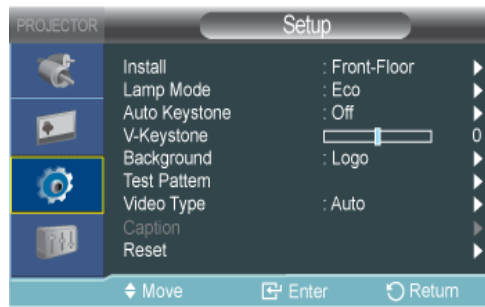 PROJECTOR
Setup
Install : Front-Floor
Lamp Mode : Eco
Auto Keystone : Off
V-Keystone 0
Background : Logo
Test Pattem
Video Type : Auto
Caption
Reset
Move Enter Return